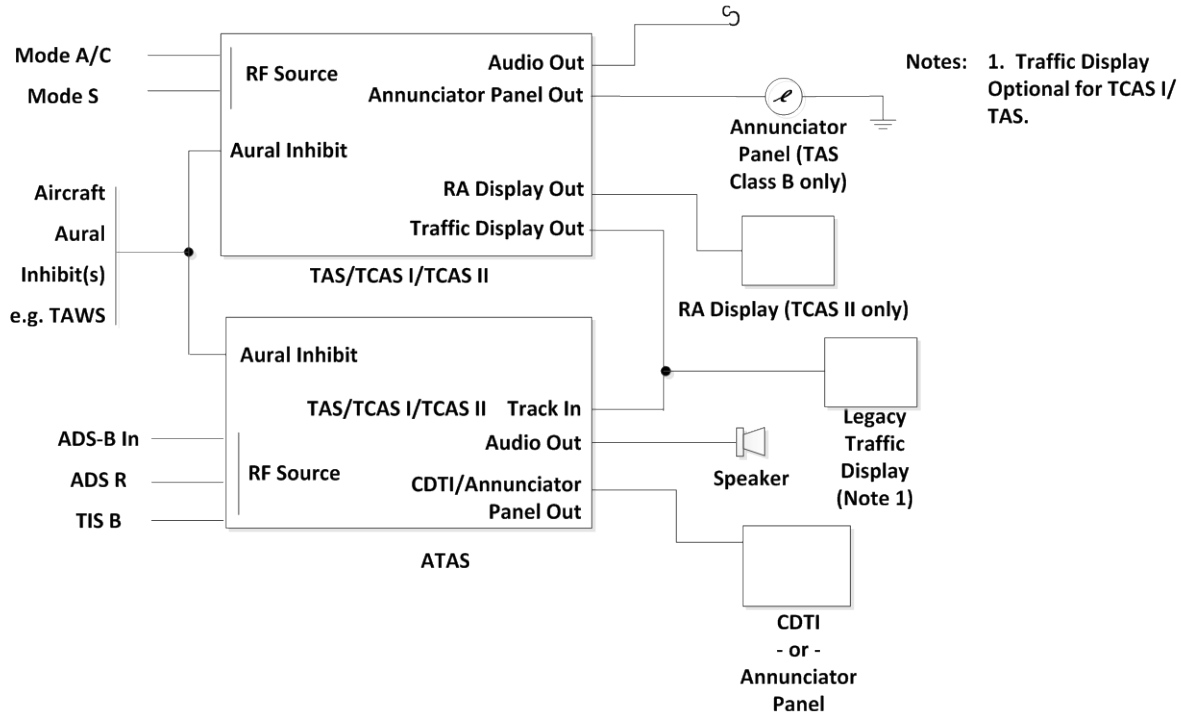 Mode A/C
Mode S
RF Source
Audio Out
Annunciator Panel Out
Aural Inhibit
RA Display Out
Traffic Display Out
TAS/TCAS I/TCAS II
Notes: 1. Traffic Display
Optional for TCAS I/
TAS.
ℓ
Annunciator
Panel (TAS
Class B only)
Aircraft
Aural
Inhibit(s)
e.g. TAWS
RA Display (TCAS II only)
Aural Inhibit
TAS/TCAS I/TCAS II Track In
Audio Out
RF Source
CDTI/Annunciator
Panel Out
ADS-B In
ADS R
TIS B
ATAS
Legacy
Traffic
Display
(Note 1)
Speaker
CDTI
- or -
Annunciator
Panel